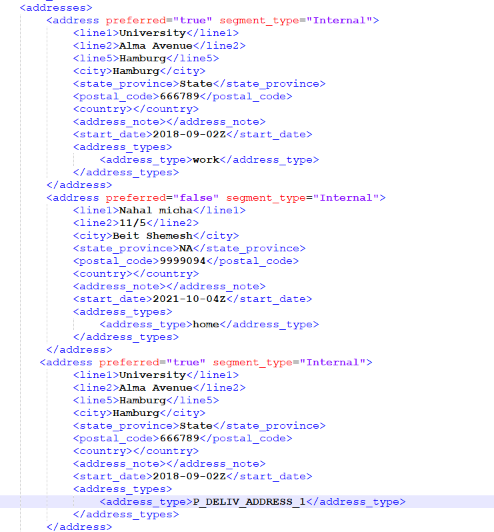 <addresses>
<address preferred="true" segment_type="Internal">
<line1>University</line1>
<line2>Alma Avenue</line2>
<line5>Hamburg</line5>
<city>Hamburg</city>
<state_province>State</state_province>
<postal_code>666789</postal_code>
<country></country>
<address_note></address_note>
<start_date>2018-09-02Z</start_date>
<address_types>
<address_type>work</address_type>
</address_types>
</address>
<address preferred="false" segment_type="Internal">
<line1>Nahal micha</line1>
<line2>11/5</line2>
<city>Beit Shemesh</city>
<state_province>NA</state_province>
<postal_code>9999094</postal_code>
<country></country>
<address_note></address_note>
<start_date>2021-10-04Z</start_date>
<address_types>
<address_type>home</address_type>
</address_types>
</address>
<address preferred="true" segment_type="Internal">
<line1>University</line1>
<line2>Alma Avenue</line2>
<line5>Hamburg</line5>
<city>Hamburg</city>
<state_province>State</state_province>
<postal_code>666789</postal_code>
<country></country>
<address_note></address_note>
<start_date>2018-09-02Z</start_date>
<address_types>
<address_type>P_DELIV_ADDRESS_1</address_type>
</address_types>
</address>